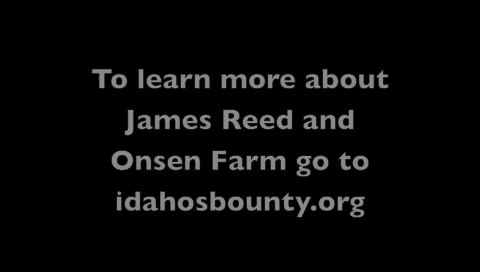 To learn more about
James Reed and
Onsen Farm go to
idahosbounty.org